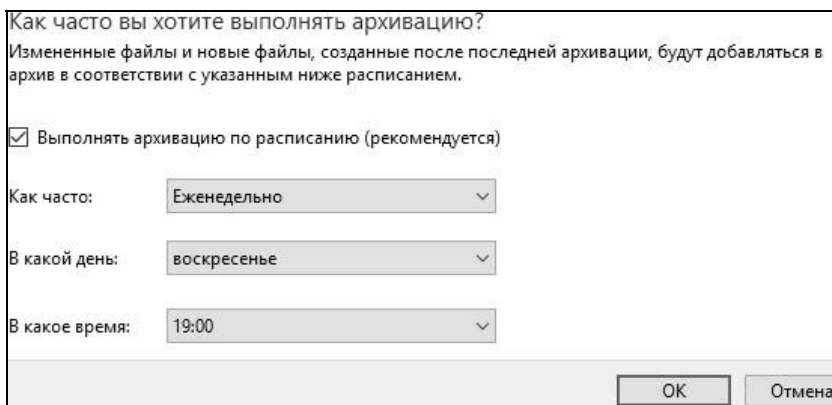 Как часто вы хотите выполнять архивацию?
Измененные файлы и новые файлы, созданные после последней архивации, будут добавляться в
архив в соответствии с указанным ниже расписанием.
Выполнять архивацию по расписанию (рекомендуется)
Как часто: Еженедельно
В какой день: воскресенье
В какое время: 19:00
ОК Отмена